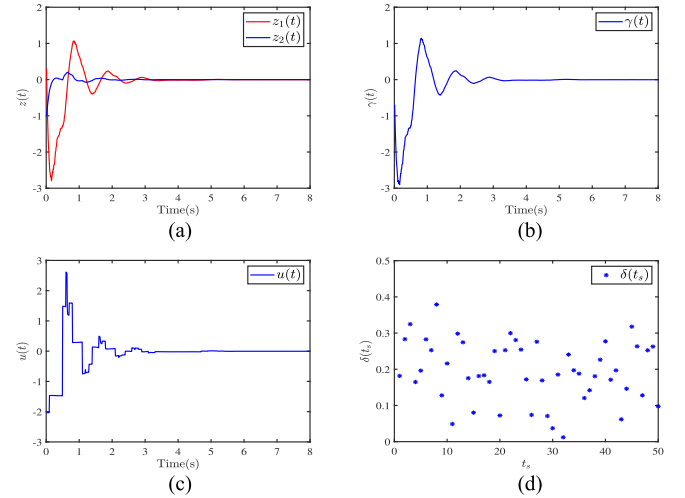 3
2
1
0
-1
-2
-3
0 1 2 3 4 5 6 7 8
z(t)
Time(s)
z₁(t)
z₂(t)
(a)
2
1
0
-1
-2
-3
0 1 2 3 4 5 6 7 8
γ(t)
Time(s)
γ(t)
(b)
3
2
1
0
-1
-2
-3
0 1 2 3 4 5 6 7 8
u(t)
Time(s)
u(t)
(c)
0.5
0.4
0.3
0.2
0.1
0
0 10 20 30 40 50
δ(tₛ)
tₛ
δ(tₛ)
(d)